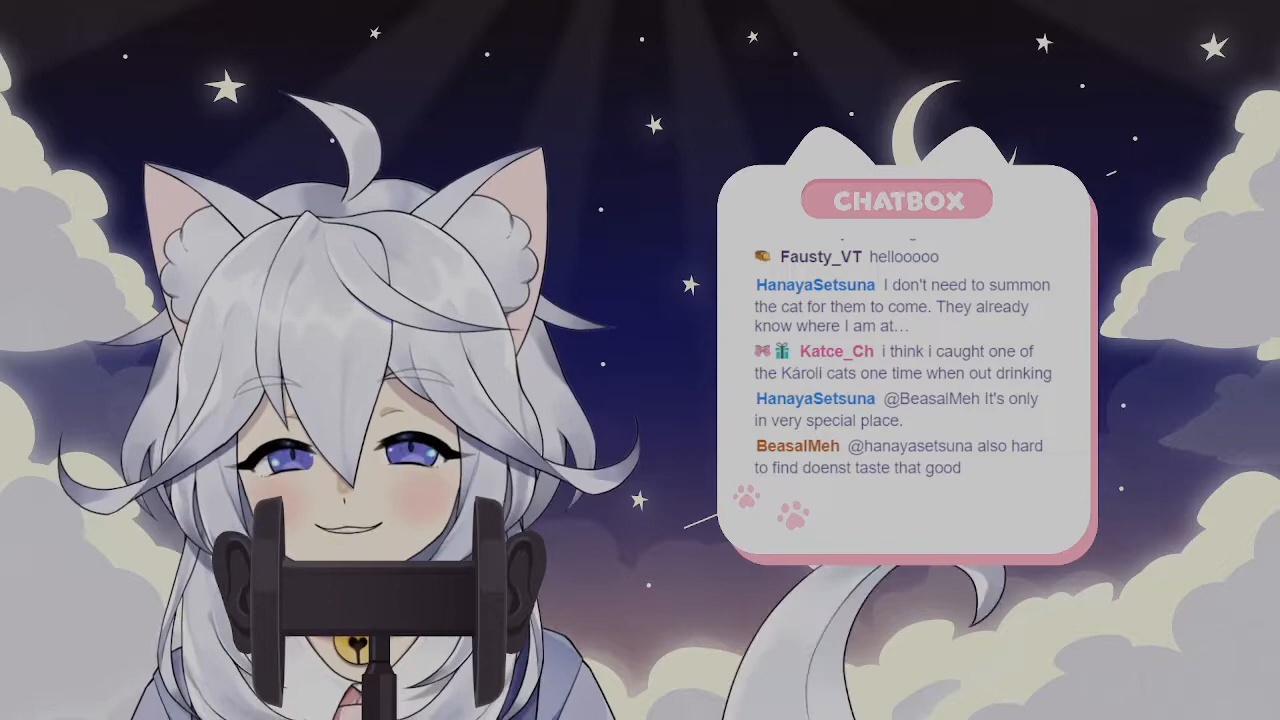 CHATBOX
Fausty_VT hellooooo
HanayaSetsuna I don't need to summon
the cat for them to come. They already
know where I am at…
Katce_Ch i think i caught one of
the Károli cats one time when out drinking
HanayaSetsuna @BeasalMeh It's only
in very special place.
BeasalMeh @hanayasetsuna also hard
to find doenst taste that good